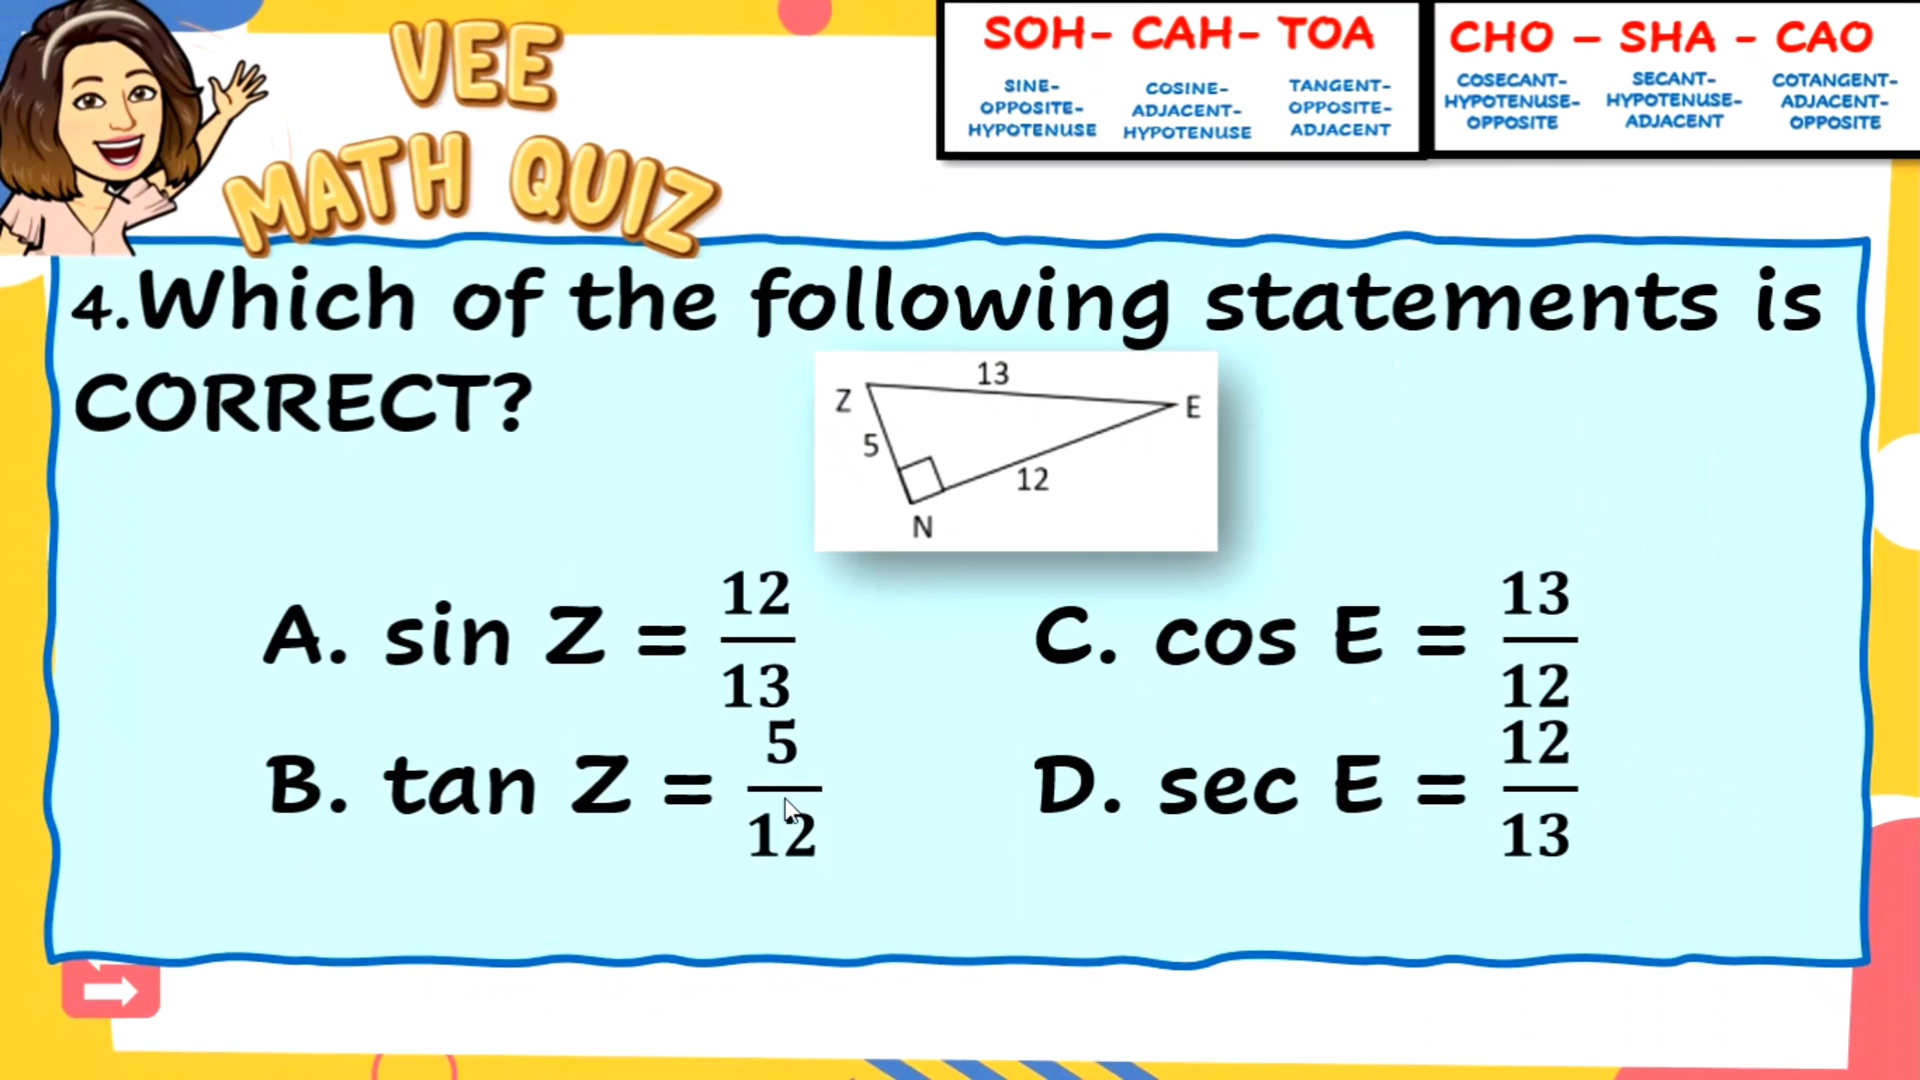 VEE
MATH QUIZ
SOH- CAH- TOA
SINE-
OPPOSITE-
HYPOTENUSE
COSINE-
ADJACENT-
HYPOTENUSE
TANGENT-
OPPOSITE-
ADJACENT
CHO – SHA - CAO
COSECANT-
HYPOTENUSE-
OPPOSITE
SECANT-
HYPOTENUSE-
ADJACENT
COTANGENT-
ADJACENT-
OPPOSITE
4.Which of the following statements is
CORRECT?
13
Z
E
5
12
N
A. sin Z = 12/13
B. tan Z = 5/12
C. cos E = 13/12
D. sec E = 12/13